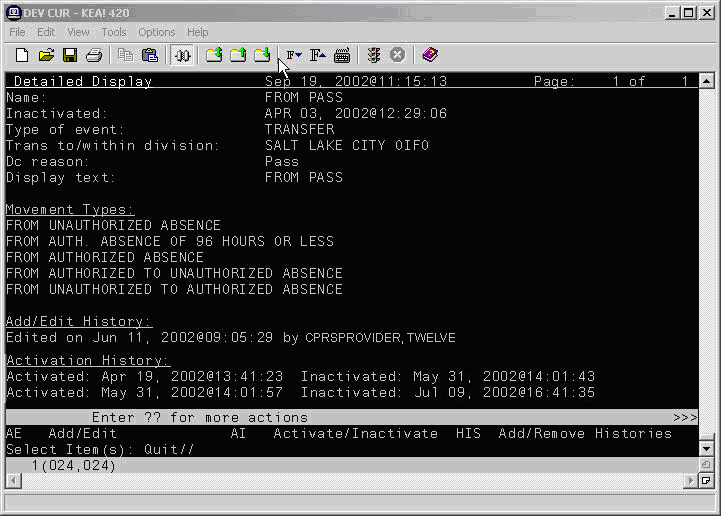 DEV CUR - KEA! 420
File Edit View Tools Options Help
Detailed Display Sep 19, 2002@11:15:13 Page: 1 of 1
Name: FROM PASS
Inactivated: APR 03, 2002@12:29:06
Type of event: TRANSFER
Trans to/within division: SALT LAKE CITY OIFO
Dc reason: Pass
Display text: FROM PASS
Movement Types:
FROM UNAUTHORIZED ABSENCE
FROM AUTH. ABSENCE OF 96 HOURS OR LESS
FROM AUTHORIZED ABSENCE
FROM AUTHORIZED TO UNAUTHORIZED ABSENCE
FROM UNAUTHORIZED TO AUTHORIZED ABSENCE
Add/Edit History:
Edited on Jun 11, 2002@09:05:29 by CPRSPROVIDER,TWELVE
Activation History:
Activated: Apr 19, 2002@13:41:23 Inactivated: May 31, 2002@14:01:43
Activated: May 31, 2002@14:01:57 Inactivated: Jul 09, 2002@16:41:35
Enter ?? for more actions >>>
AE Add/Edit AI Activate/Inactivate HIS Add/Remove Histories
Select Item(s): Quit//
1(024,024)